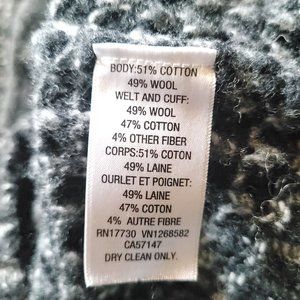 BODY:51% COTTON
49% WOOL
WELT AND CUFF:
49% WOOL
47% COTTON
4% OTHER FIBER
CORPS:51% COTON
49% LAINE
OURLET ET POIGNET:
49% LAINE
47% COTON
4% AUTRE FIBRE
RN17730 VN1268582
CA57147
DRY CLEAN ONLY.